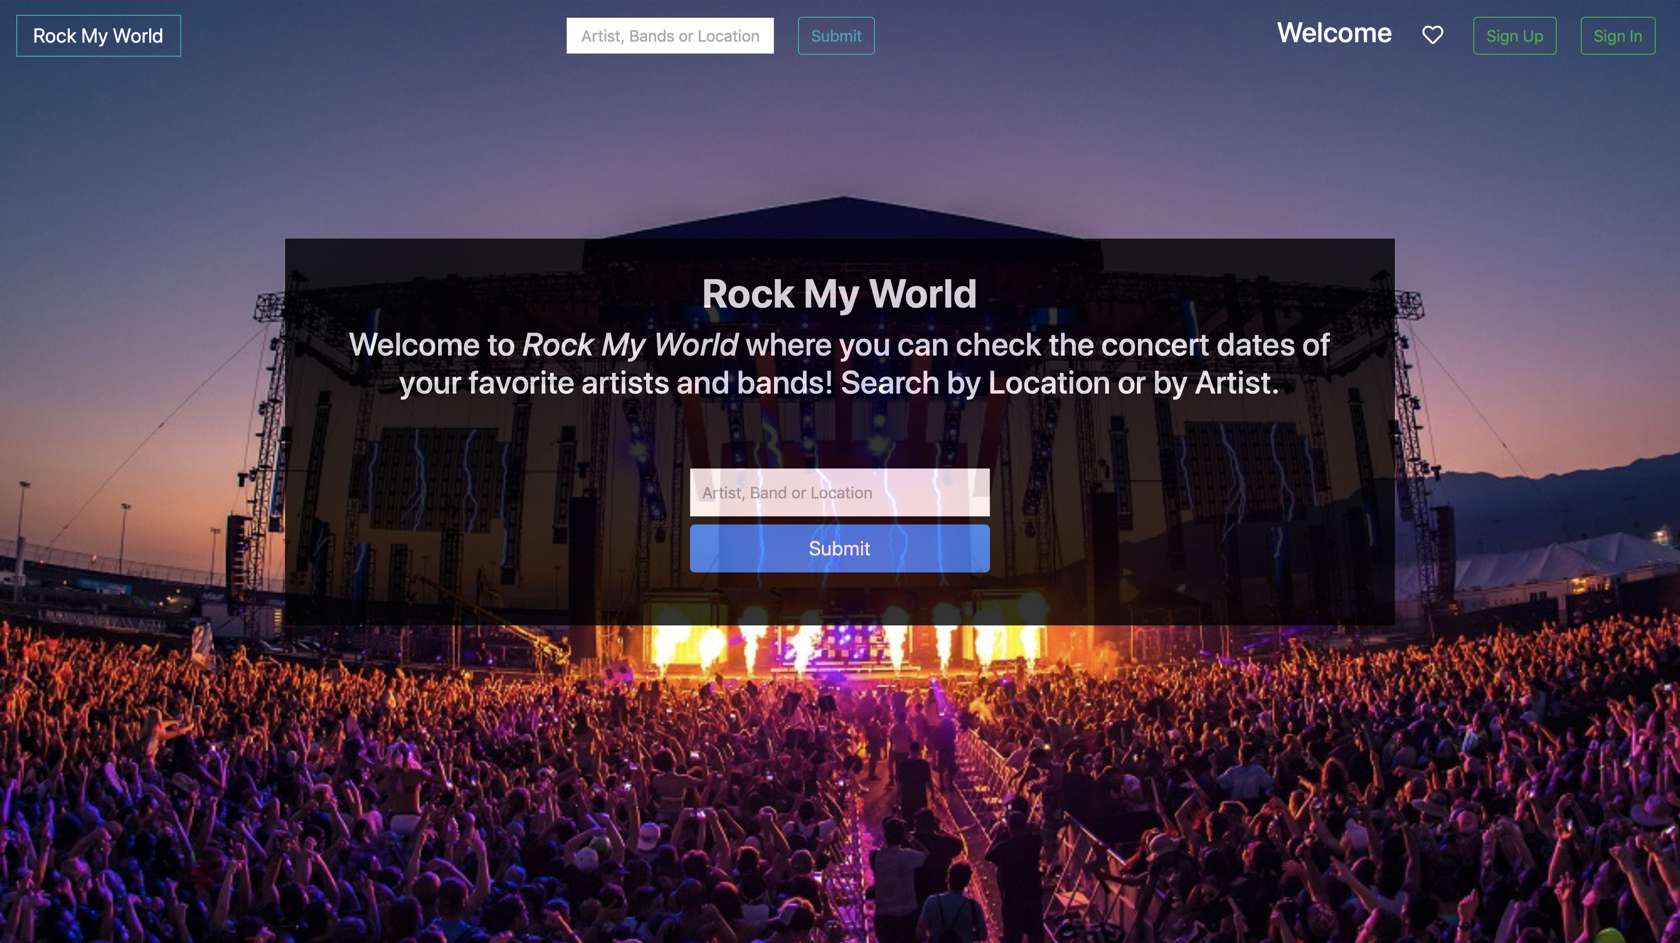 Rock My World
Artist, Bands or Location
Submit
Welcome
Sign Up
Sign In
Rock My World
Welcome to Rock My World where you can check the concert dates of
your favorite artists and bands! Search by Location or by Artist.
Artist, Band or Location
Submit